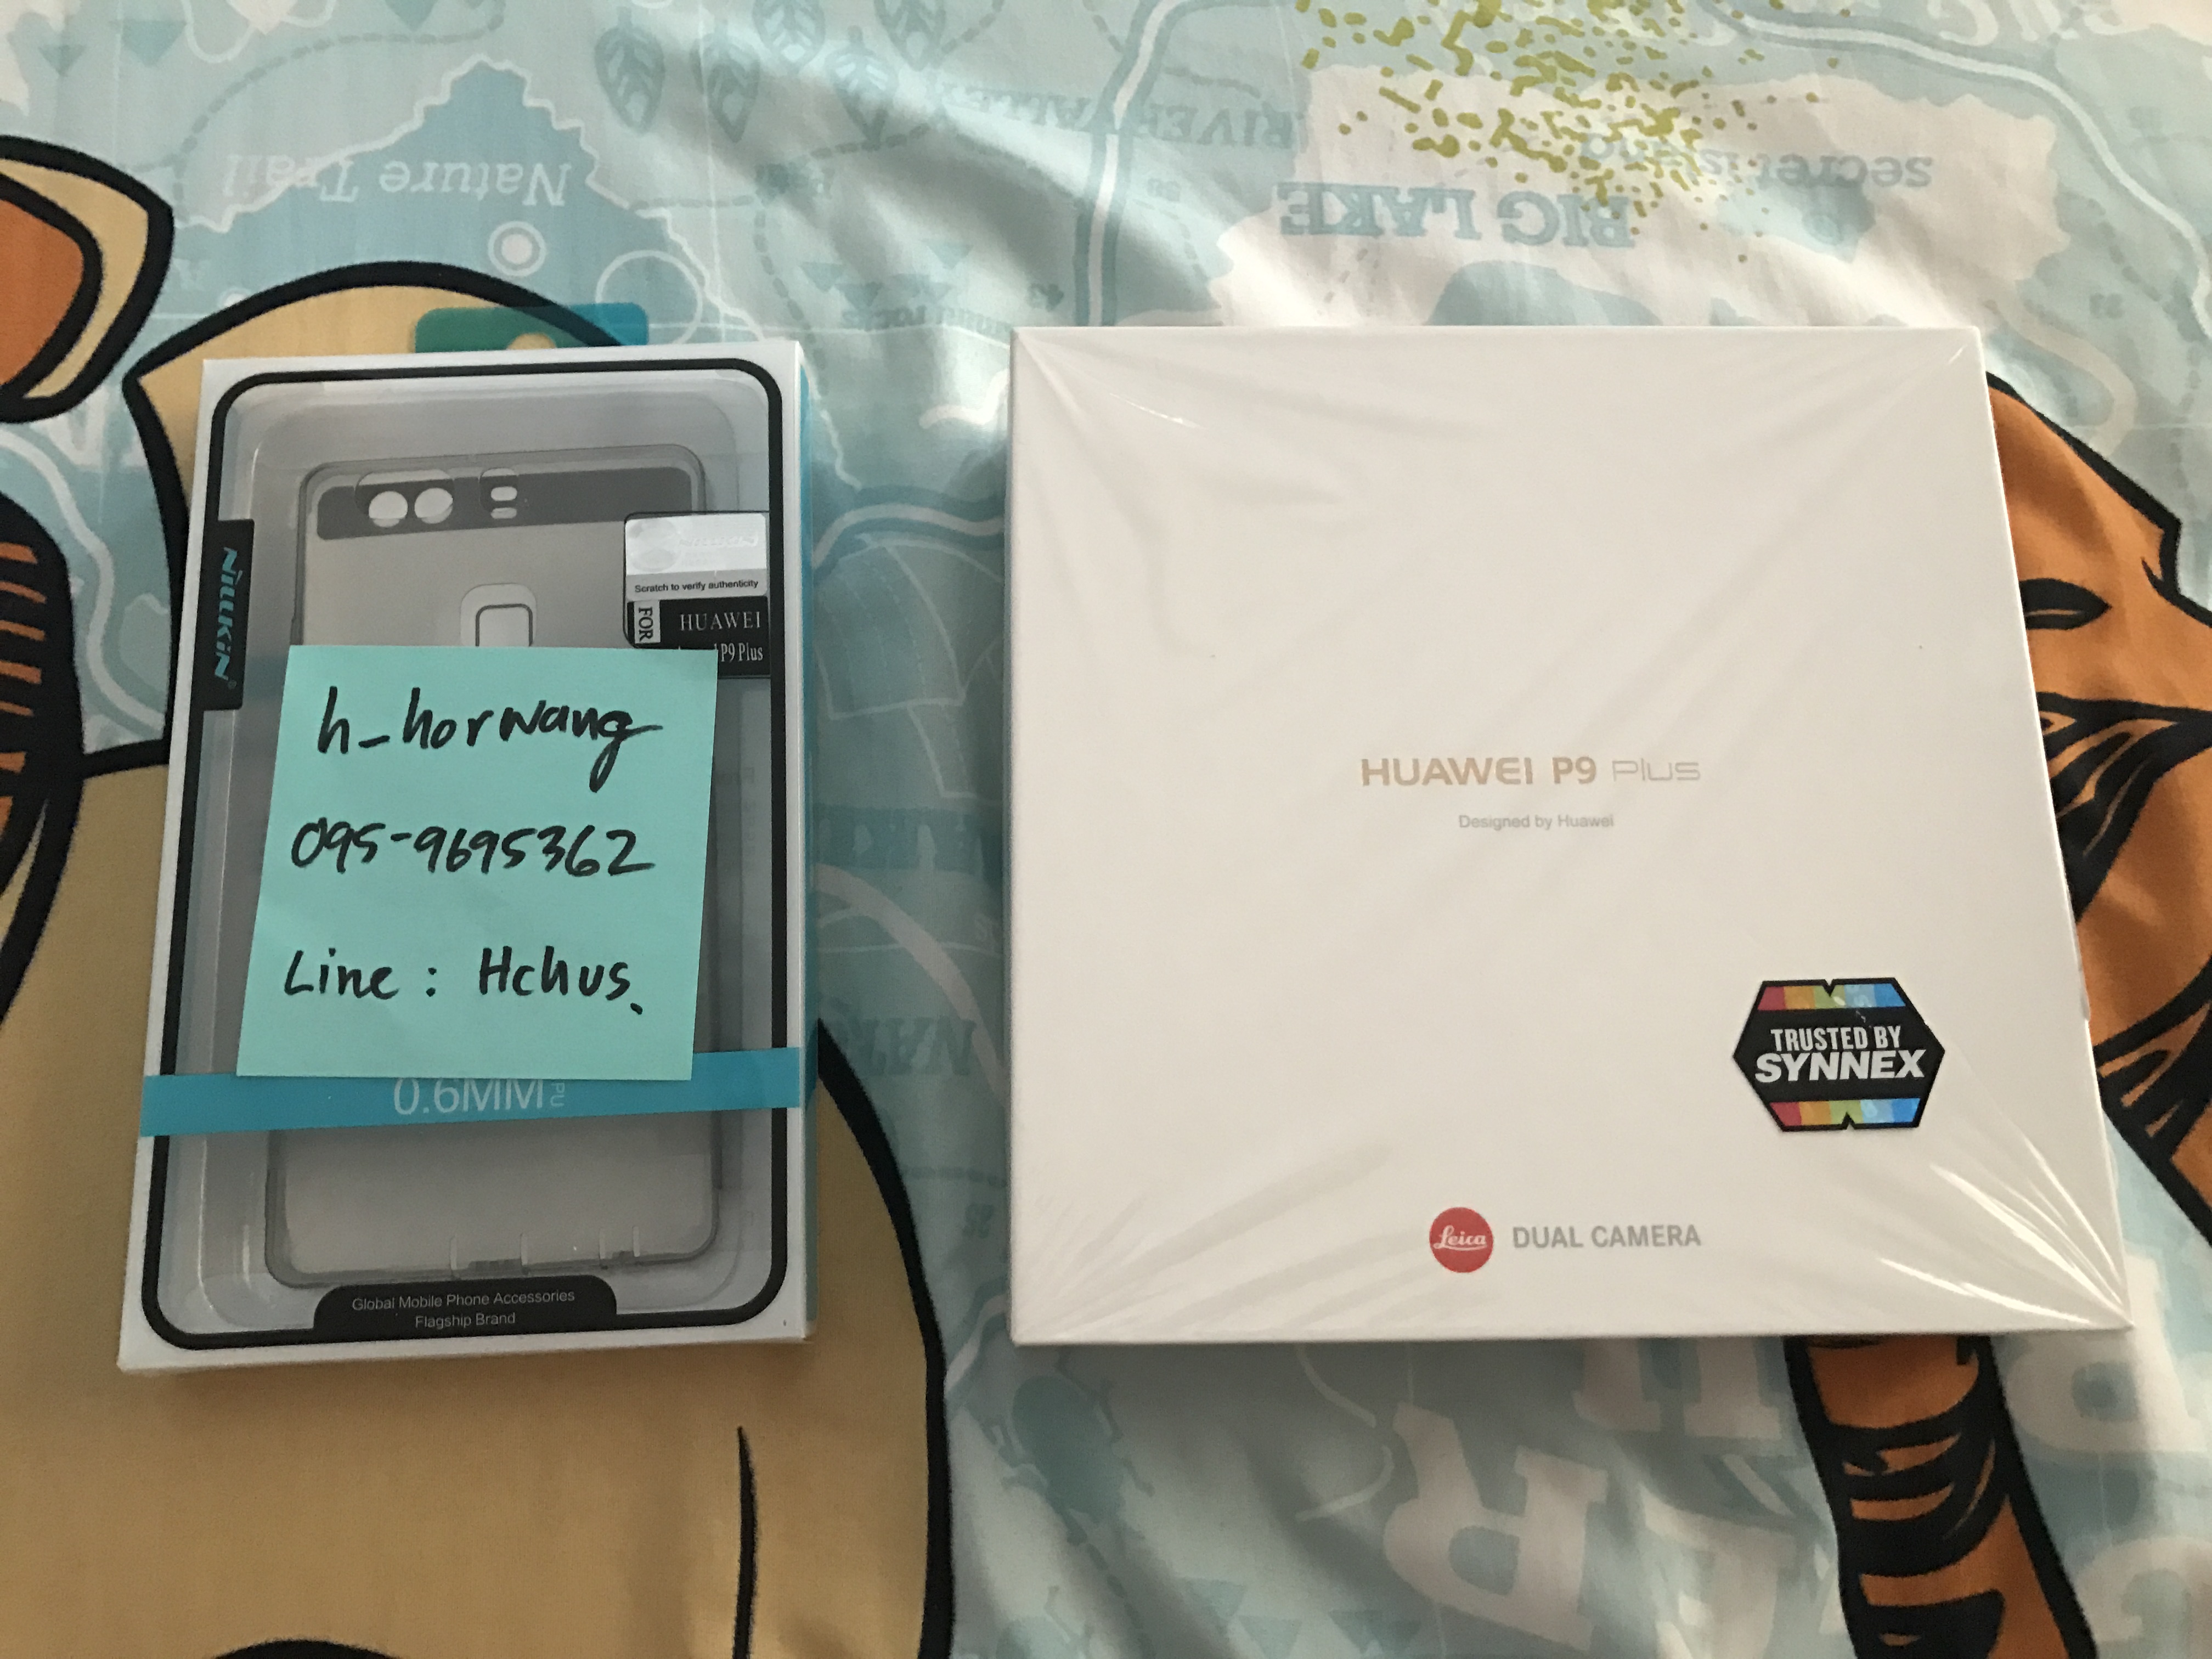 Nature Trail
RIVER VALLEY
BIG LAKE
secret island
NILLKIN®
Scratch to verify authenticity
FOR
HUAWEI
P9 Plus
h_horwang
095-9695362
Line : Hchus.
0.6MM
Global Mobile Phone Accessories
Flagship Brand
HUAWEI P9 Plus
Designed by Huawei
TRUSTED BY
SYNNEX
Leica DUAL CAMERA